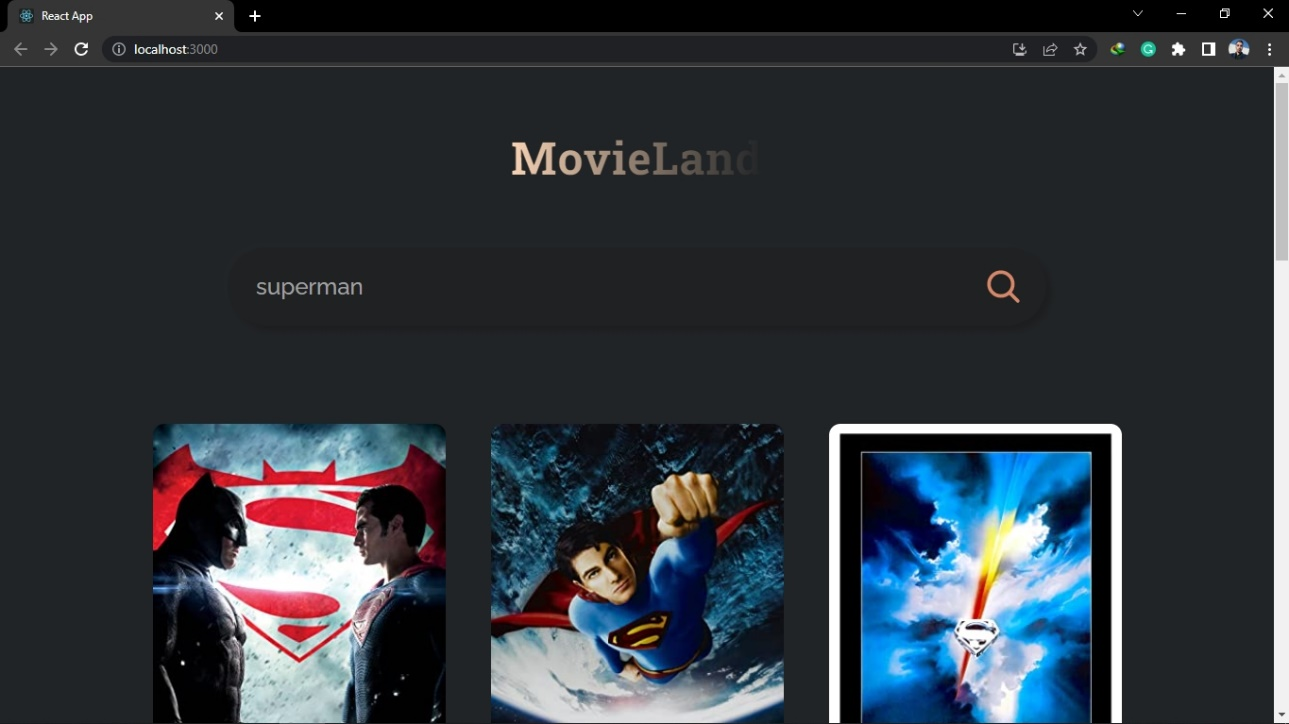 React App
localhost:3000
MovieLand
superman